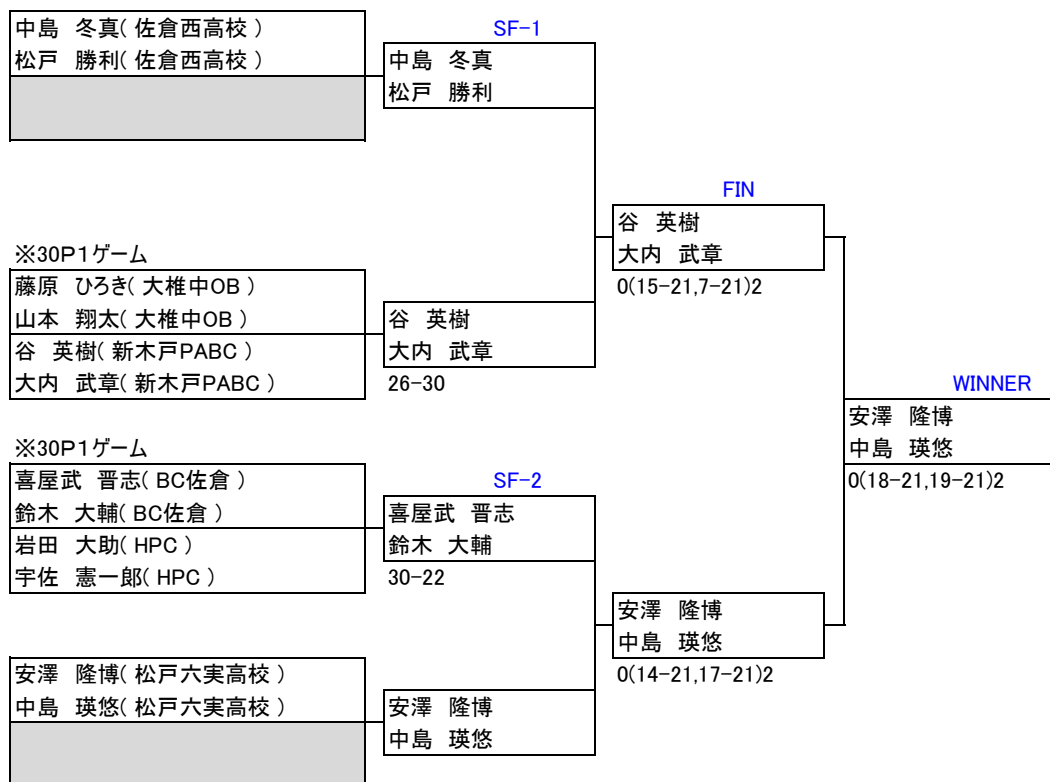 中島 冬真( 佐倉西高校 )
松戸 勝利( 佐倉西高校 )
SF-1
中島 冬真
松戸 勝利
FIN
谷 英樹
大内 武章
0(15-21,7-21)2
※30P1ゲーム
藤原 ひろき( 大椎中OB )
山本 翔太( 大椎中OB )
谷 英樹( 新木戸PABC )
大内 武章( 新木戸PABC )
谷 英樹
大内 武章
26-30
WINNER
安澤 隆博
中島 瑛悠
0(18-21,19-21)2
※30P1ゲーム
喜屋武 晋志( BC佐倉 )
鈴木 大輔( BC佐倉 )
岩田 大助( HPC )
宇佐 憲一郎( HPC )
SF-2
喜屋武 晋志
鈴木 大輔
30-22
安澤 隆博
中島 瑛悠
0(14-21,17-21)2
安澤 隆博( 松戸六実高校 )
中島 瑛悠( 松戸六実高校 )
安澤 隆博
中島 瑛悠